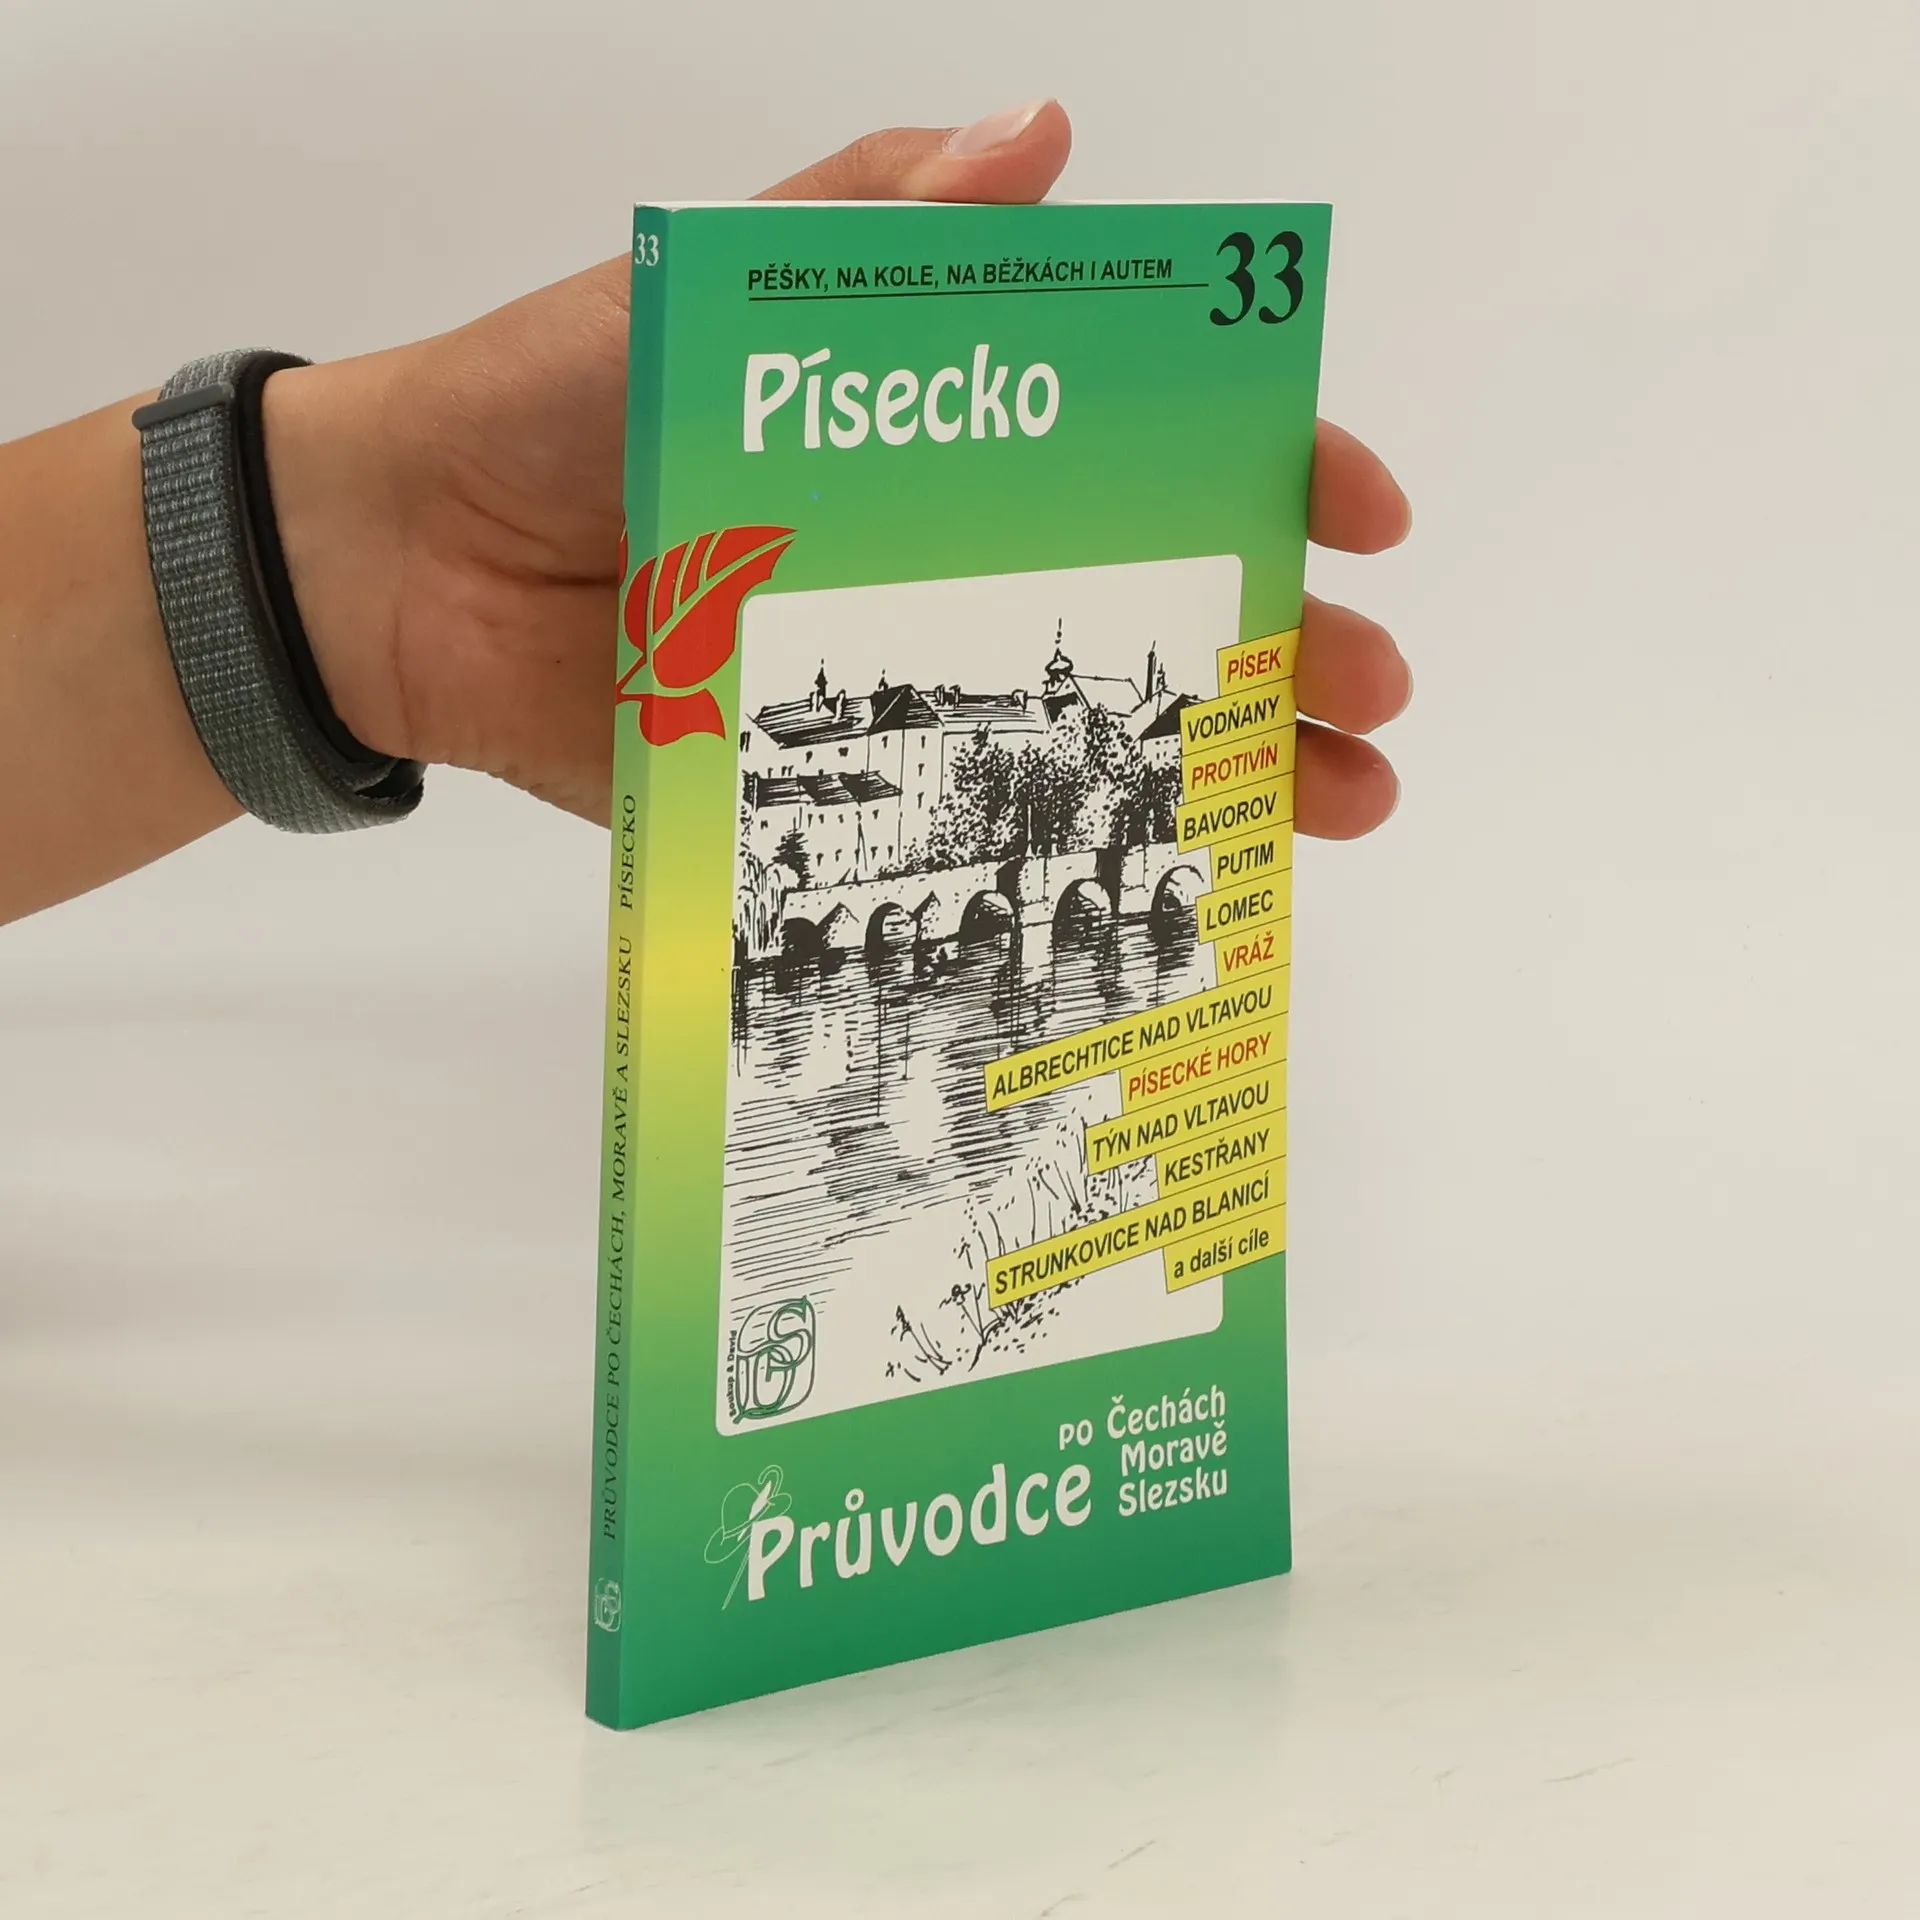 33
PRŮVODCE PO ČECHÁCH, MORAVĚ A SLEZSKU PÍSECKO
PĚŠKY, NA KOLE, NA BĚŽKÁCH I AUTEM
33
Písecko
PÍSEK
VODŇANY
PROTIVÍN
BAVOROV
PUTIM
LOMEC
VRÁŽ
ALBRECHTICE NAD VLTAVOU
PÍSECKÉ HORY
TÝN NAD VLTAVOU
KESTŘANY
STRUNKOVICE NAD BLANICÍ
a další cíle
Soukup & David
Průvodce
po Čechách
Moravě
Slezsku